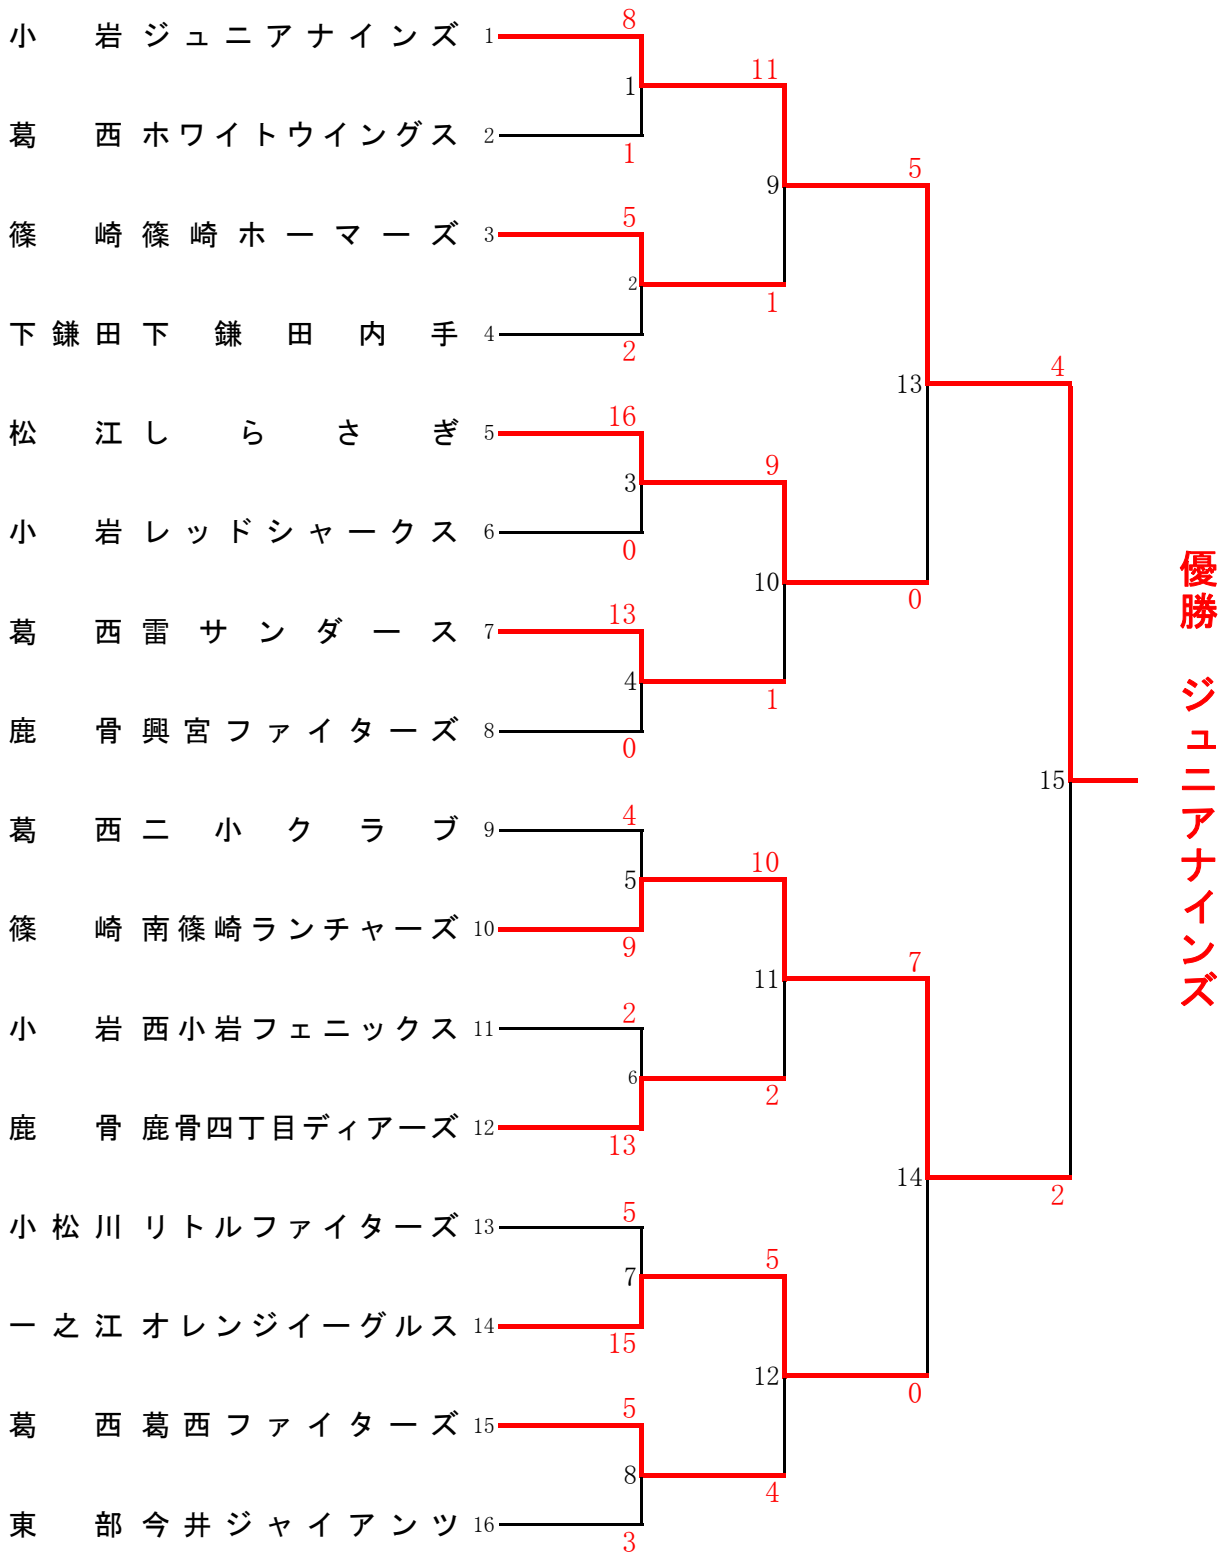 8
小 岩 ジュニアナインズ 1
11
1
葛 西 ホワイトウイングス 2
1
5
9
篠 崎 篠崎ホーマーズ 3
5
2
1
下鎌田 下鎌田内手 4
2
4
13
松 江 しらさぎ 5
16
9
3
小 岩 レッドシャークス 6
0
10
0
葛 西 雷サンダース 7
13
4
1
鹿 骨 興宮ファイターズ 8
0
15
優勝 ジュニアナインズ
葛 西 二小クラブ 9
4
10
5
篠 崎 南篠崎ランチャーズ 10
9
7
11
小 岩 西小岩フェニックス 11
2
6
2
鹿 骨 鹿骨四丁目ディアーズ 12
13
14
2
小松川 リトルファイターズ 13
5
5
7
一之江 オレンジイーグルス 14
15
12
0
葛 西 葛西ファイターズ 15
5
8
4
東 部 今井ジャイアンツ 16
3